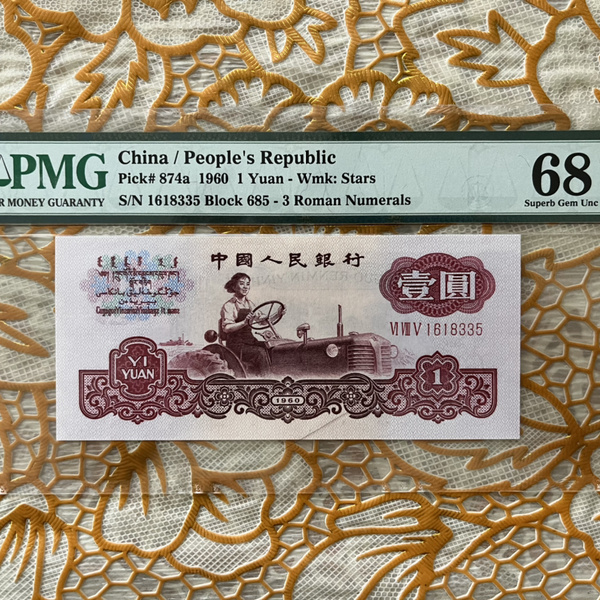 PMG
MONEY GUARANTY
China / People's Republic
Pick# 874a 1960 1 Yuan - Wmk: Stars
S/N 1618335 Block 685 - 3 Roman Numerals
68
Superb Gem Unc
中國人民銀行
壹圓
VI VIII V 1618335
YI
YUAN
1960
1